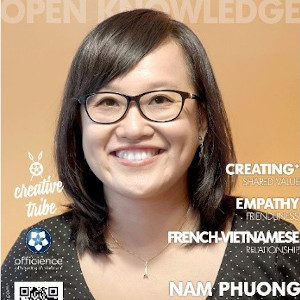 OPEN KNOWLEDGE
creative
tribe
officience
CREATING+
SHARED VALUE
EMPATHY
FRIENDLINESS
FRENCH-VIETNAMESE
RELATIONSHIP
NAM PHUONG